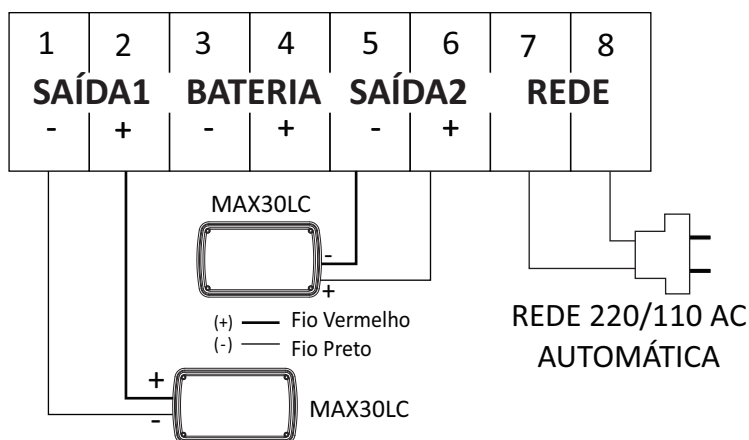 1 2 3 4 5 6 7 8
SAÍDA1 BATERIA SAÍDA2 REDE
- + - + - +
MAX30LC
-
+
(+) Fio Vermelho
(-) Fio Preto
REDE 220/110 AC
AUTOMÁTICA
+
MAX30LC
-